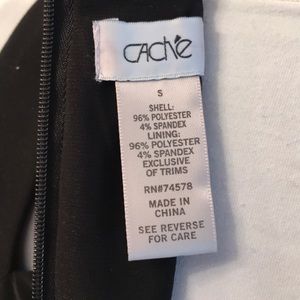 CAChé
S
SHELL:
96% POLYESTER
4% SPANDEX
LINING:
96% POLYESTER
4% SPANDEX
EXCLUSIVE
OF TRIMS
RN#74578
MADE IN
CHINA
SEE REVERSE
FOR CARE